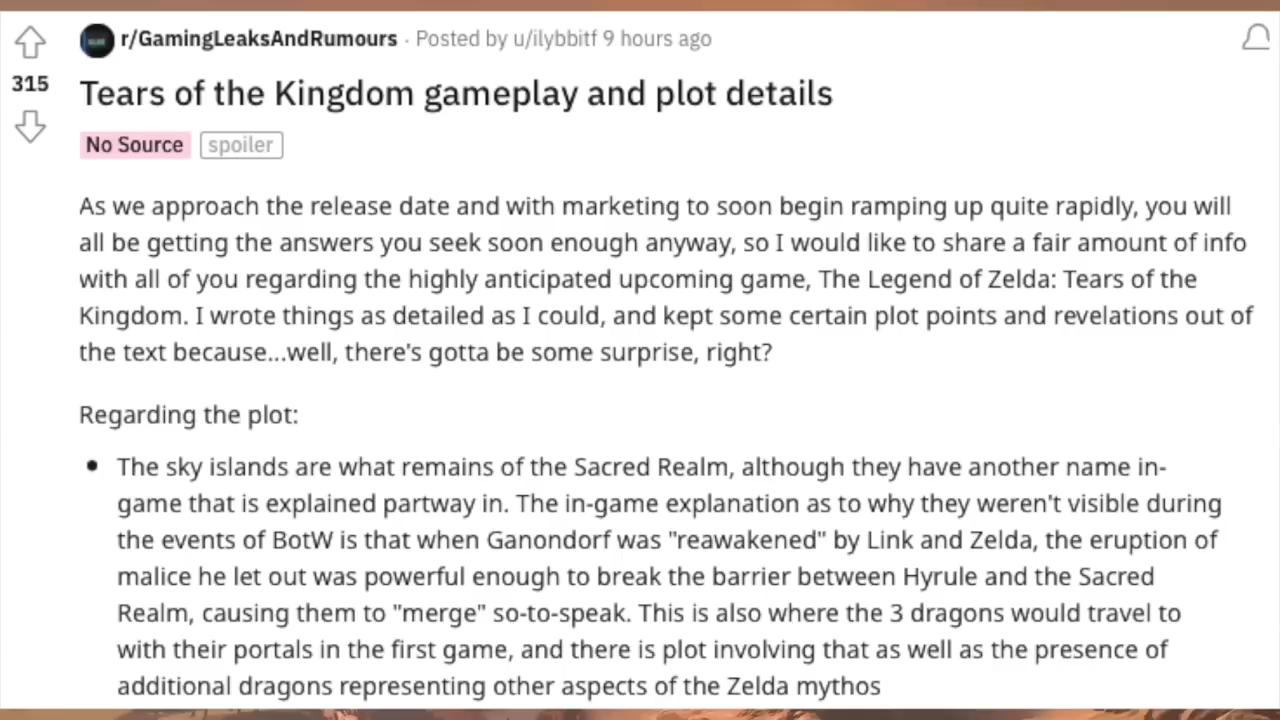 r/GamingLeaksAndRumours · Posted by u/ilybbitf 9 hours ago
315
Tears of the Kingdom gameplay and plot details
No Source spoiler
As we approach the release date and with marketing to soon begin ramping up quite rapidly, you will
all be getting the answers you seek soon enough anyway, so I would like to share a fair amount of info
with all of you regarding the highly anticipated upcoming game, The Legend of Zelda: Tears of the
Kingdom. I wrote things as detailed as I could, and kept some certain plot points and revelations out of
the text because...well, there's gotta be some surprise, right?
Regarding the plot:
• The sky islands are what remains of the Sacred Realm, although they have another name in-
game that is explained partway in. The in-game explanation as to why they weren't visible during
the events of BotW is that when Ganondorf was "reawakened" by Link and Zelda, the eruption of
malice he let out was powerful enough to break the barrier between Hyrule and the Sacred
Realm, causing them to "merge" so-to-speak. This is also where the 3 dragons would travel to
with their portals in the first game, and there is plot involving that as well as the presence of
additional dragons representing other aspects of the Zelda mythos